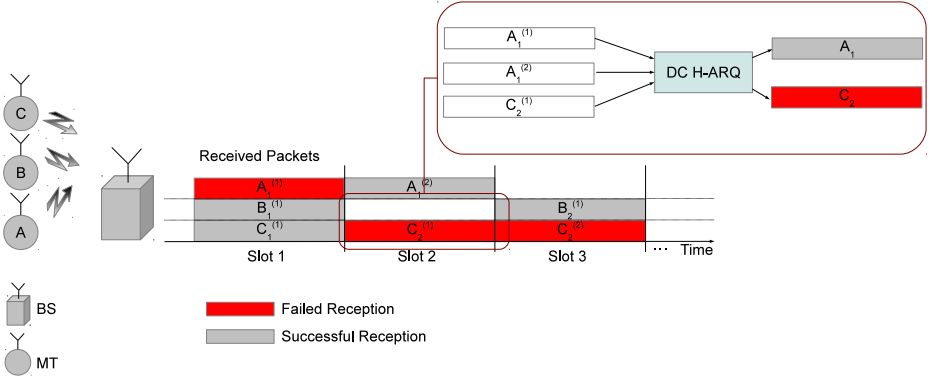 A₁⁽¹⁾
A₁⁽²⁾
C₂⁽¹⁾
DC H-ARQ
A₁
C₂
C
B
A
Received Packets
A₁⁽¹⁾ A₁⁽²⁾
B₁⁽¹⁾ B₂⁽¹⁾
C₁⁽¹⁾ C₂⁽¹⁾ C₂⁽²⁾
Slot 1 Slot 2 Slot 3 ... Time
BS
MT
Failed Reception
Successful Reception